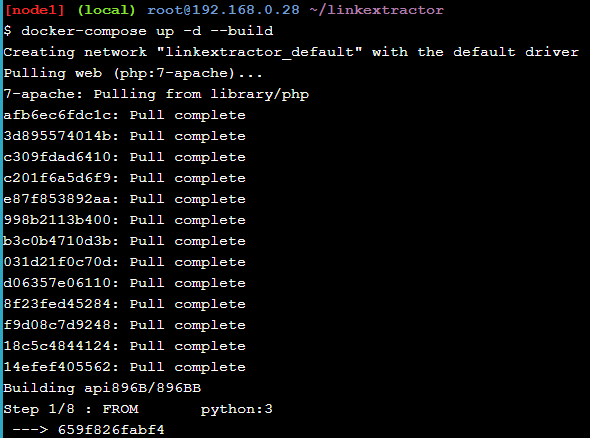 [node1] (local) root@192.168.0.28 ~/linkextractor
$ docker-compose up -d --build
Creating network "linkextractor_default" with the default driver
Pulling web (php:7-apache)...
7-apache: Pulling from library/php
afb6ec6fdc1c: Pull complete
3d895574014b: Pull complete
c309fdad6410: Pull complete
c201f6a5d6f9: Pull complete
e87f853892aa: Pull complete
998b2113b400: Pull complete
b3c0b4710d3b: Pull complete
031d21f0c70d: Pull complete
d06357e06110: Pull complete
8f23fed45284: Pull complete
f9d08c7d9248: Pull complete
18c5c4844124: Pull complete
14efef405562: Pull complete
Building api896B/896BB
Step 1/8 : FROM       python:3
 ---> 659f826fabf4